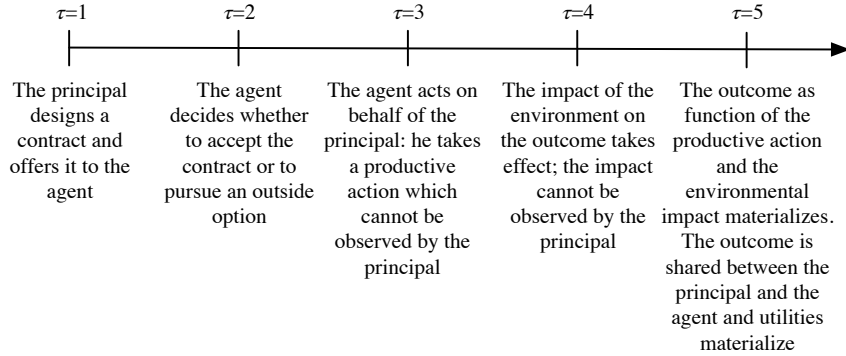 τ=1
τ=2
τ=3
τ=4
τ=5
The principal
designs a
contract and
offers it to the
agent
The agent
decides whether
to accept the
contract or to
pursue an outside
option
The agent acts on
behalf of the
principal: he takes
a productive
action which
cannot be
observed by the
principal
The impact of the
environment on
the outcome takes
effect; the impact
cannot be
observed by the
principal
The outcome as
function of the
productive action
and the
environmental
impact materializes.
The outcome is
shared between the
principal and the
agent and utilities
materialize